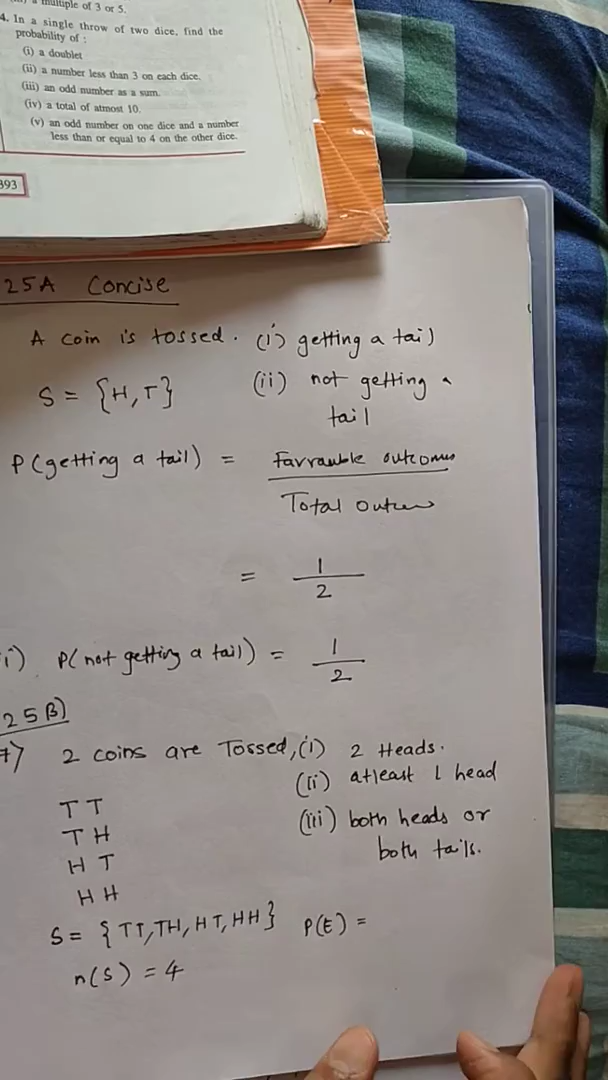 a multiple of 3 or 5.
4. In a single throw of two dice, find the
probability of :
(i) a doublet
(ii) a number less than 3 on each dice.
(iii) an odd number as a sum.
(iv) a total of atmost 10.
(v) an odd number on one dice and a number
less than or equal to 4 on the other dice.
393
25A Concise
A coin is tossed. (i) getting a tail
S = {H, T} (ii) not getting a
tail
P(getting a tail) = Favrauble outcomes
Total
= 1
2
i) P(not getting a tail) = 1
2
25B)
7) 2 coins are Tossed, (i) 2 Heads.
(ii) atleast 1 head
T T
(iii) both heads or
T H
both tails.
H T
H H
S = {TT, TH, HT, HH} P(E) =
n(S) = 4